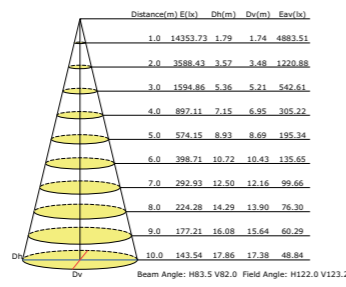 Distance(m) E(lx) Dh(m) Dv(m) Eav(lx)
1.0 14353.73 1.79 1.74 4883.51
2.0 3588.43 3.57 3.48 1220.88
3.0 1594.86 5.36 5.21 542.61
4.0 897.11 7.15 6.95 305.22
5.0 574.15 8.93 8.69 195.34
6.0 398.71 10.72 10.43 135.65
7.0 292.93 12.50 12.16 99.66
8.0 224.28 14.29 13.90 76.30
9.0 177.21 16.08 15.64 60.29
Dh 10.0 143.54 17.86 17.38 48.84
Dv Beam Angle: H83.5 V82.0 Field Angle: H122.0 V123.2